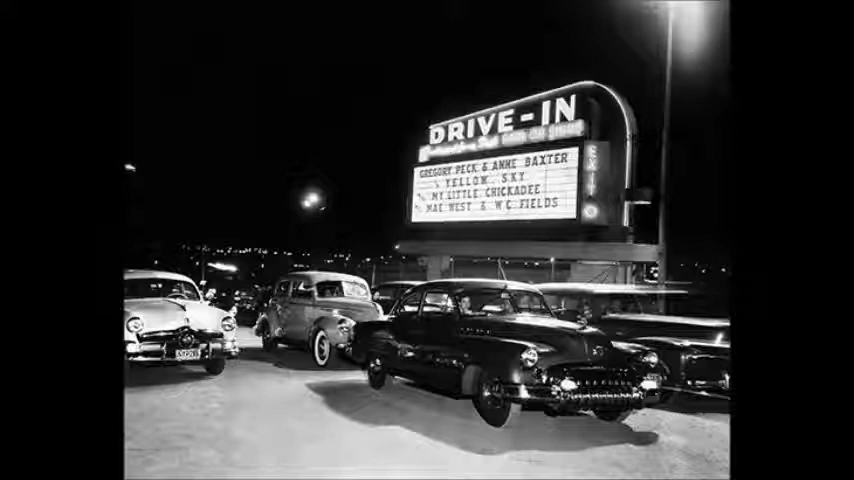 DRIVE-IN
GREGORY PECK & ANNE BAXTER
YELLOW SKY
MY LITTLE CHICKADEE
MAE WEST & W.C. FIELDS
EXIT